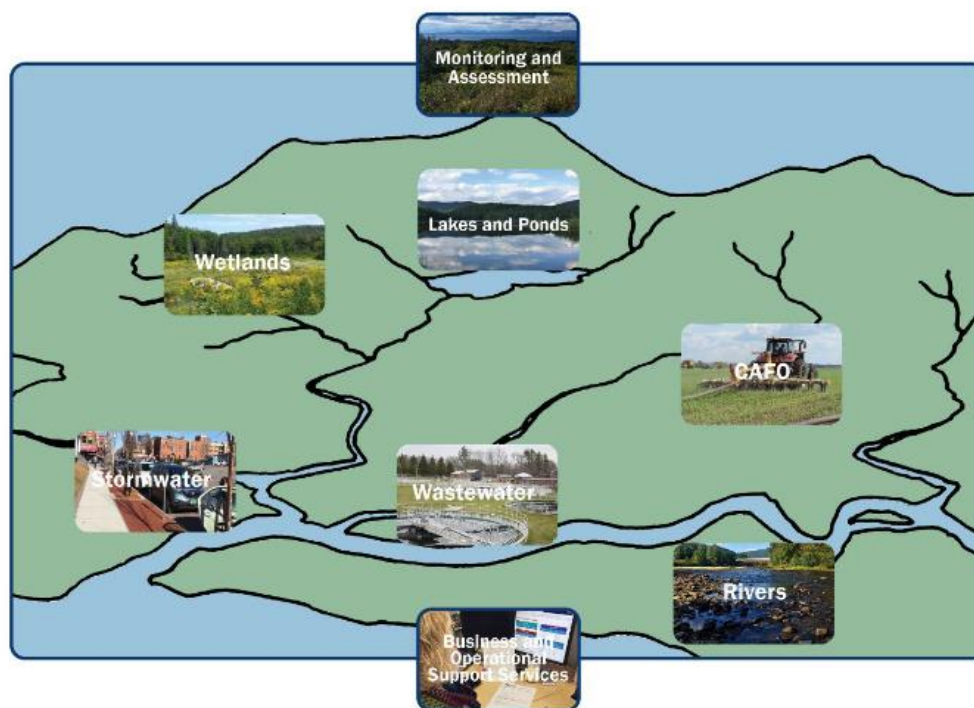 Monitoring and
Assessment
Lakes and Ponds
Wetlands
CAFO
Stormwater
Wastewater
Rivers
Business and
Operational
Support Services